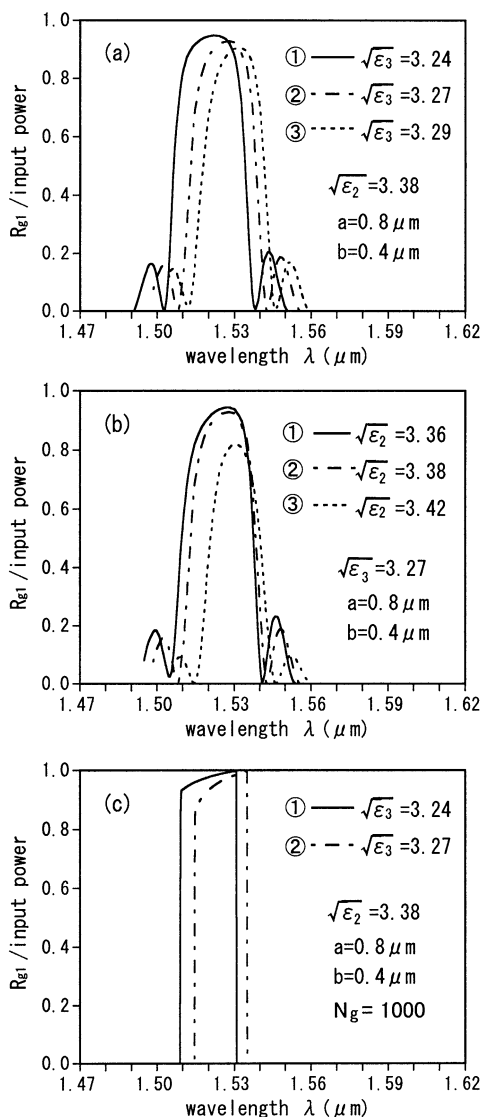 1.0
(a)
① √ε₃ =3.24
0.8
② √ε₃ =3.27
③ √ε₃ =3.29
0.6
√ε₂ =3.38
0.4
a=0.8 μm
0.2
b=0.4 μm
0.0
1.47 1.50 1.53 1.56 1.59 1.62
wavelength λ (μm)
Rg1/input power
1.0
(b)
① √ε₂ =3.36
0.8
② √ε₂ =3.38
③ √ε₂ =3.42
0.6
√ε₃ =3.27
0.4
a=0.8 μm
0.2
b=0.4 μm
0.0
1.47 1.50 1.53 1.56 1.59 1.62
wavelength λ (μm)
Rg1/input power
1.0
(c)
① √ε₃ =3.24
0.8
② √ε₃ =3.27
0.6
√ε₂ =3.38
0.4
a=0.8 μm
b=0.4 μm
0.2
Ng= 1000
0.0
1.47 1.50 1.53 1.56 1.59 1.62
wavelength λ (μm)
Rg1/input power